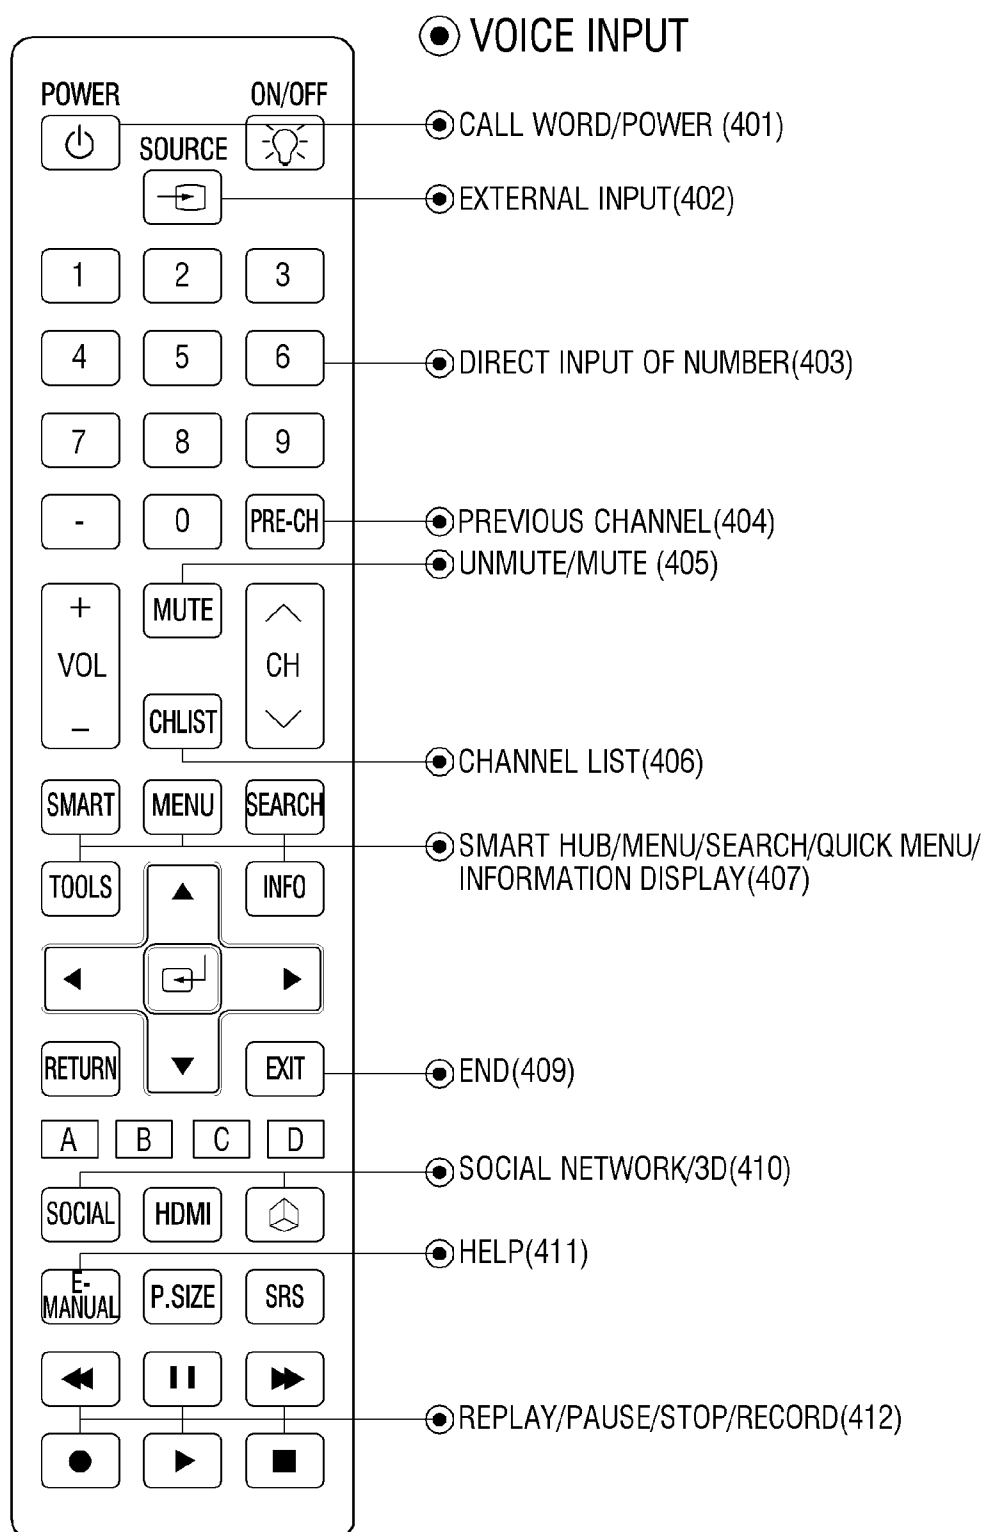 VOICE INPUT
POWER ON/OFF
CALL WORD/POWER (401)
SOURCE
EXTERNAL INPUT(402)
1 2 3
4 5 6
DIRECT INPUT OF NUMBER(403)
7 8 9
- 0 PRE-CH
PREVIOUS CHANNEL(404)
UNMUTE/MUTE (405)
+ MUTE
VOL CH
–
CHLIST
CHANNEL LIST(406)
SMART MENU SEARCH
SMART HUB/MENU/SEARCH/QUICK MENU/
INFORMATION DISPLAY(407)
TOOLS INFO
RETURN EXIT
END(409)
A B C D
SOCIAL NETWORK/3D(410)
SOCIAL HDMI
HELP(411)
E-
MANUAL P.SIZE SRS
REPLAY/PAUSE/STOP/RECORD(412)